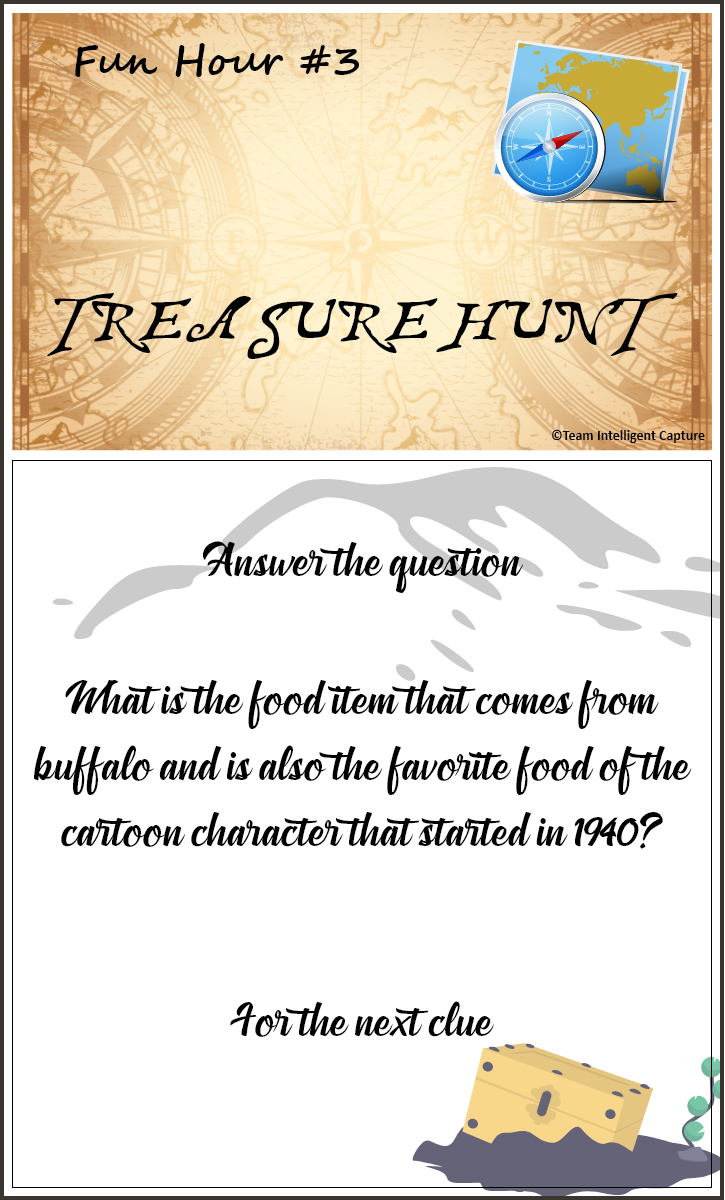 Fun Hour #3
N
E
S
W
E
W
TREASURE HUNT
©Team Intelligent Capture
Answer the question
What is the food item that comes from
buffalo and is also the favorite food of the
cartoon character that started in 1940?
For the next clue